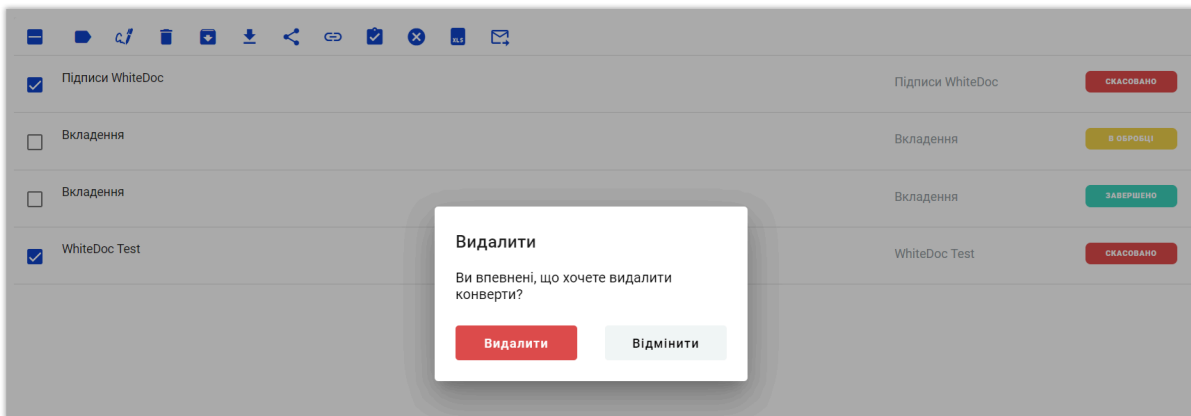 XLS
Підписи WhiteDoc Підписи WhiteDoc СКАСОВАНО
Вкладення Вкладення В ОБРОБЦІ
Вкладення Вкладення ЗАВЕРШЕНО
WhiteDoc Test WhiteDoc Test СКАСОВАНО
Видалити
Ви впевнені, що хочете видалити
конверти?
Видалити Відмінити